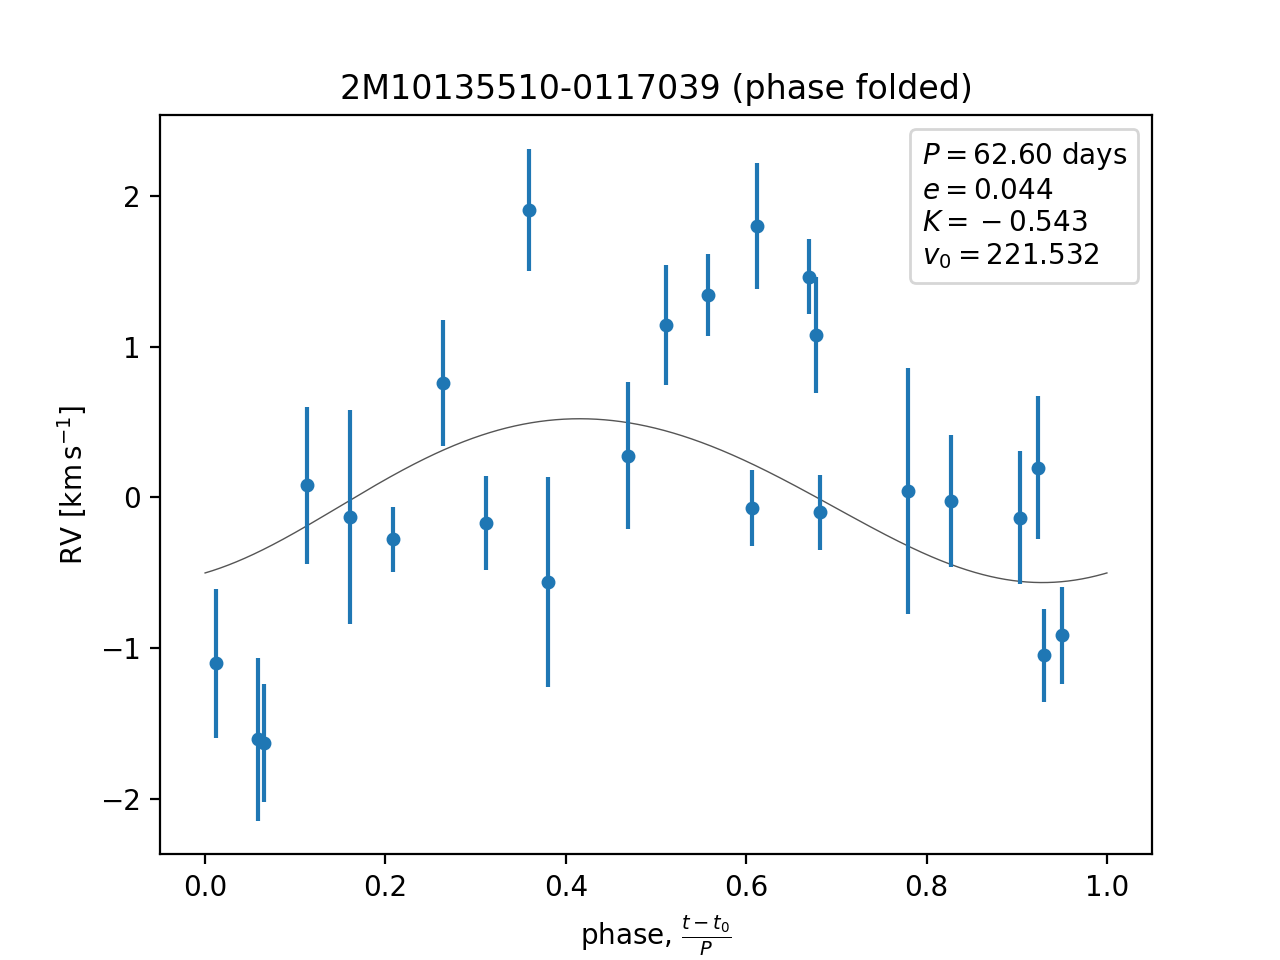 2M10135510-0117039 (phase folded)
P = 62.60 days
e = 0.044
K = −0.543
v₀ = 221.532
RV [km s⁻¹]
2
1
0
−1
−2
0.0 0.2 0.4 0.6 0.8 1.0
phase, (t − t₀)/P